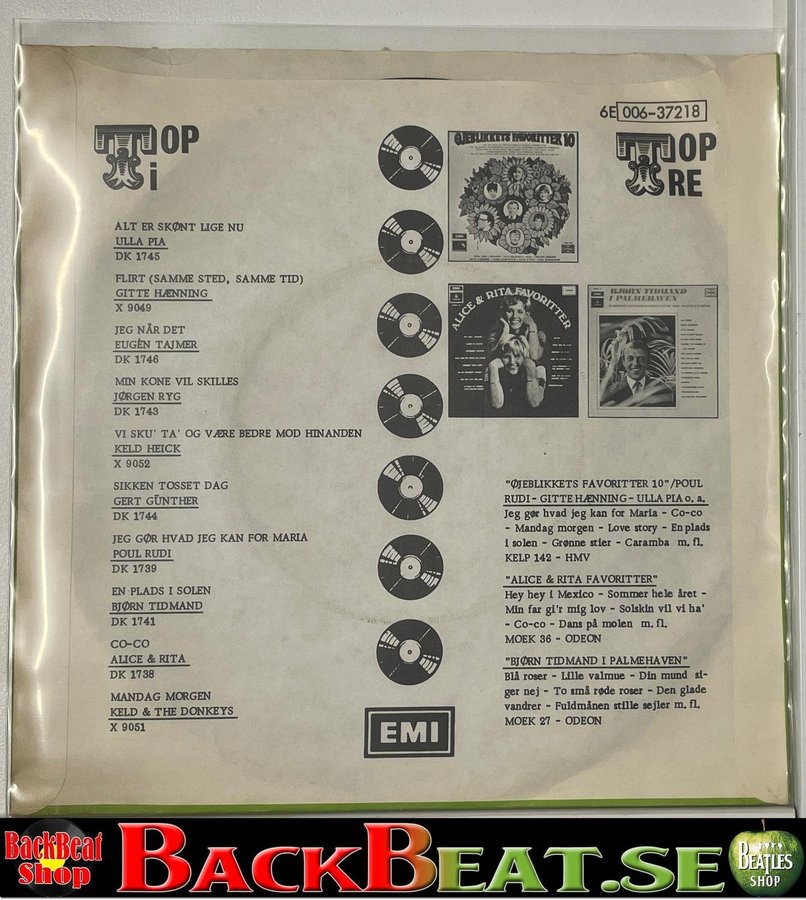 6E 006-37218
TOP
Ti
ALT ER SKØNT LIGE NU
ULLA PIA
DK 1745
FLIRT (SAMME STED, SAMME TID)
GITTE HÆNNING
X 9049
JEG NÅR DET
EUGÈN TAJMER
DK 1746
MIN KONE VIL SKILLES
JØRGEN RYG
DK 1743
VI SKU' TA' OG VÆRE BEDRE MOD HINANDEN
KELD HEICK
X 9052
SIKKEN TOSSET DAG
GERT GÜNTHER
DK 1744
JEG GØR HVAD JEG KAN FOR MARIA
POUL RUDI
DK 1739
EN PLADS I SOLEN
BJØRN TIDMAND
DK 1741
CO-CO
ALICE & RITA
DK 1738
MANDAG MORGEN
KELD & THE DONKEYS
X 9051
ØJEBLIKKETS FAVORITTER 10
ALICE & RITA FAVORITTER
BJØRN TIDMAND
I PALMEHAVEN
EMI
TOP
TRE
"ØJEBLIKKETS FAVORITTER 10"/POUL
RUDI - GITTE HÆNNING - ULLA PIA o. a.
Jeg gør hvad jeg kan for Maria - Co-co
- Mandag morgen - Love story - En plads
i solen - Grønne stier - Caramba m. fl.
KELP 142 - HMV
"ALICE & RITA FAVORITTER"
Hey hey i Mexico - Sommer hele året -
Min far gi'r mig lov - Solskin vil vi ha'
- Co-co - Dans på molen m. fl.
MOEK 36 - ODEON
"BJØRN TIDMAND I PALMEHAVEN"
Blå roser - Lille valmue - Din mund si-
ger nej - To små røde roser - Den glade
vandrer - Fuldmånen stille sejler m. fl.
MOEK 27 - ODEON
BackBeat
Shop
BACKBEAT.SE
BEATLES
SHOP